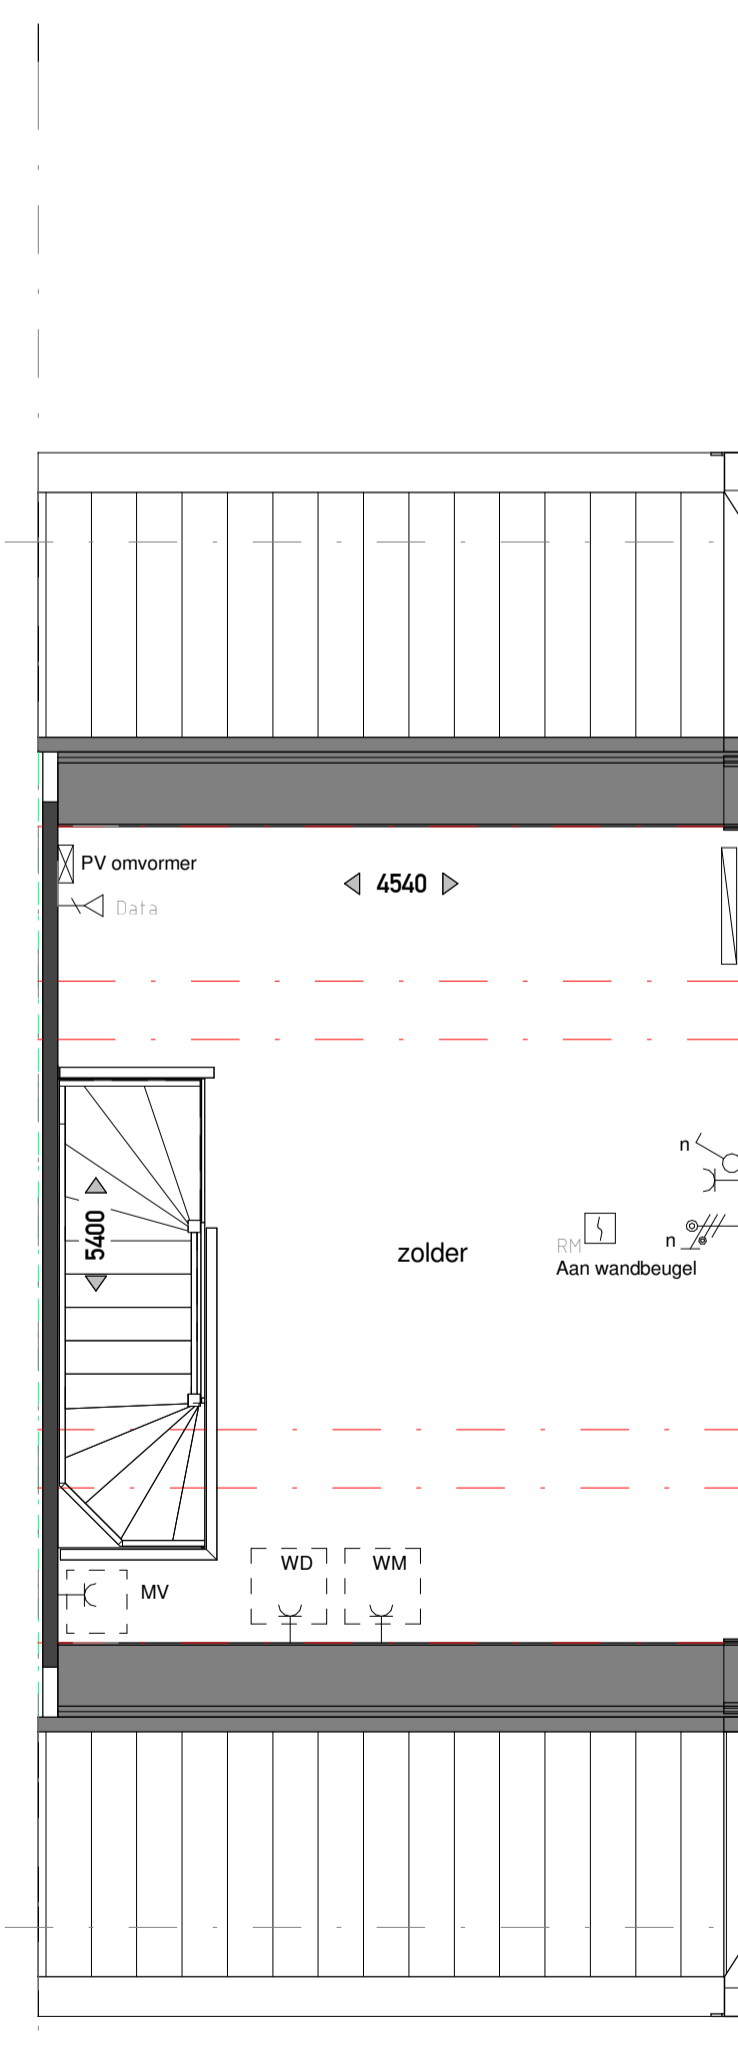 PV omvormer
4540
Data
n
5400
n
zolder
RM
Aan wandbeugel
WD
WM
MV